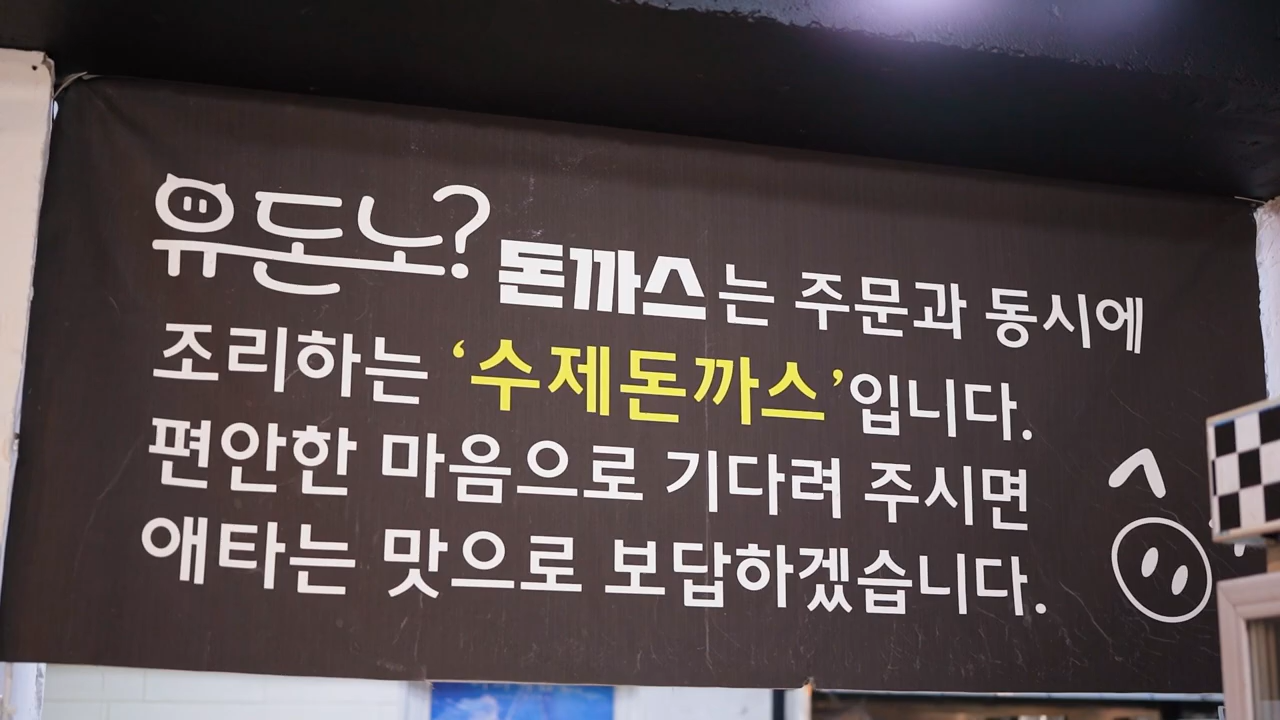 유돈노? 돈까스는 주문과 동시에
조리하는 ‘수제돈까스’입니다.
편안한 마음으로 기다려 주시면
애타는 맛으로 보답하겠습니다.